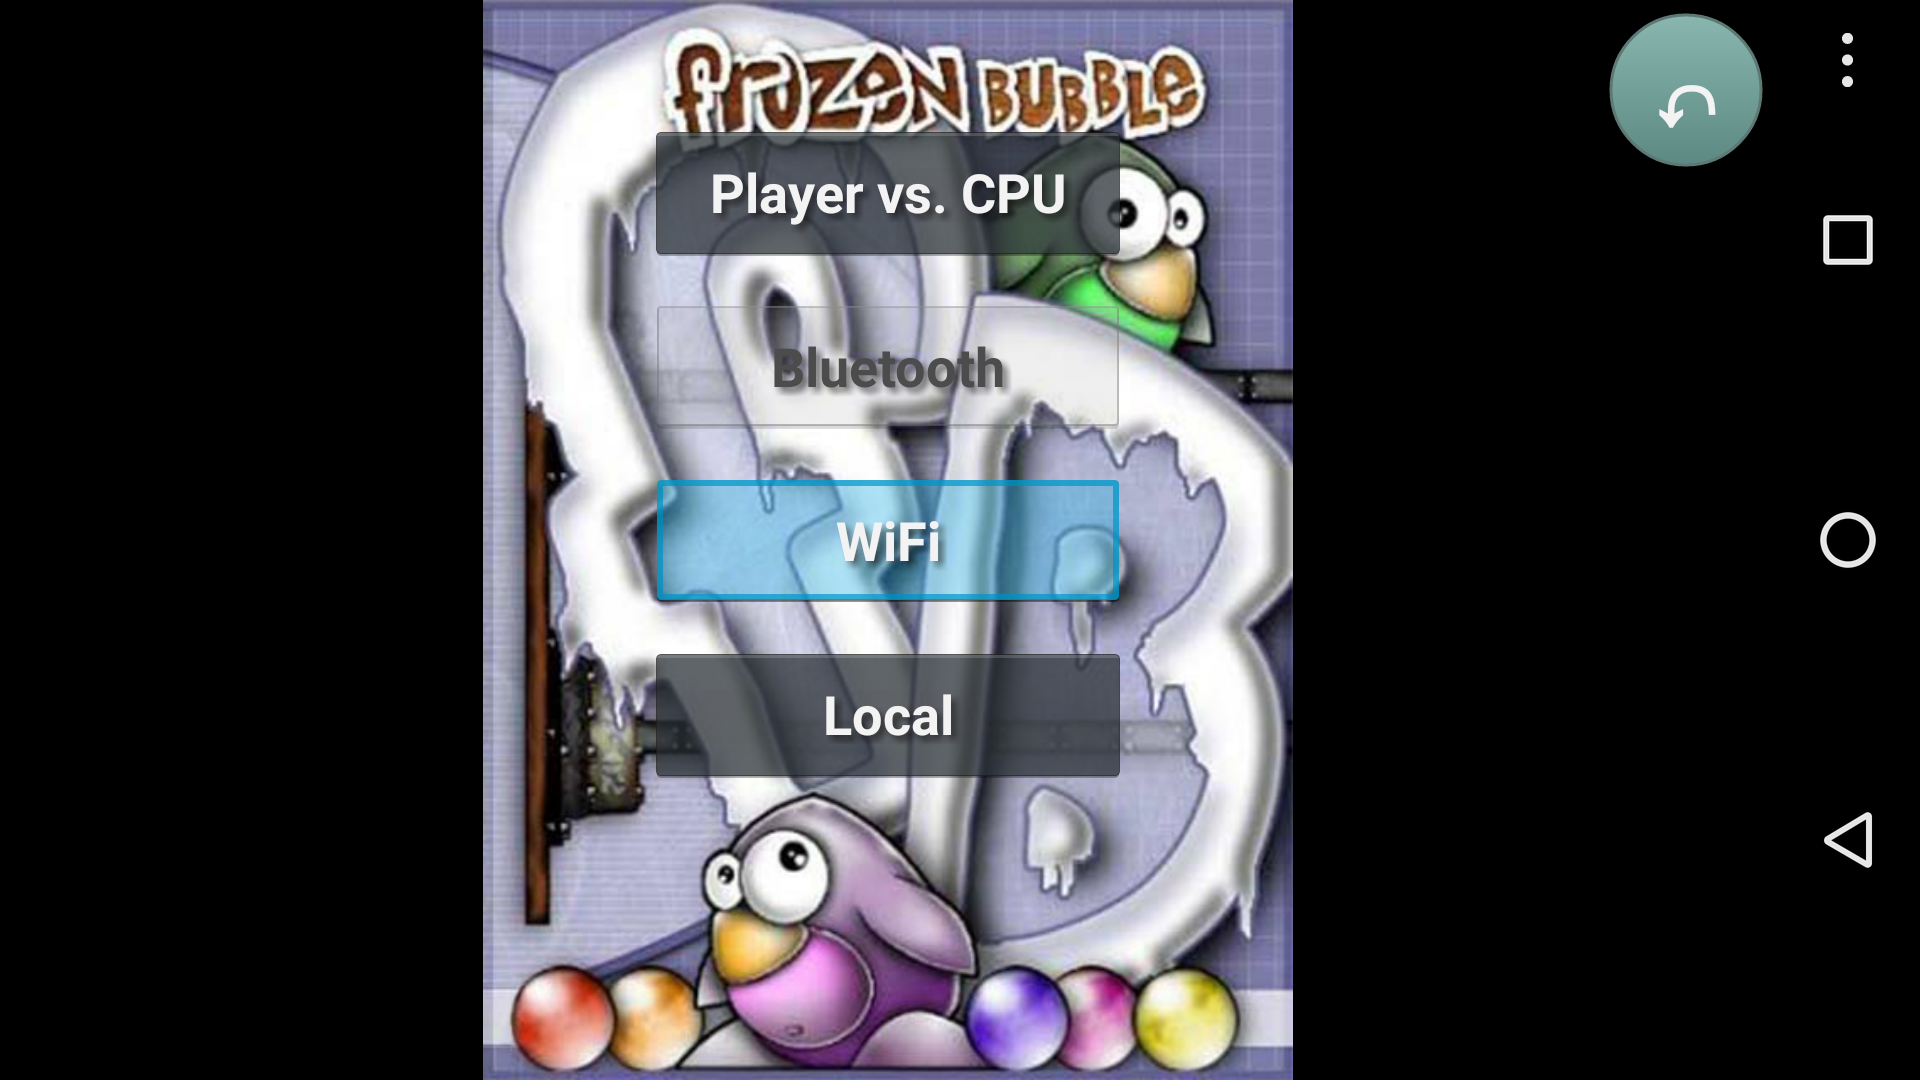 frozen BUBBLE
Player vs. CPU
Bluetooth
WiFi
Local